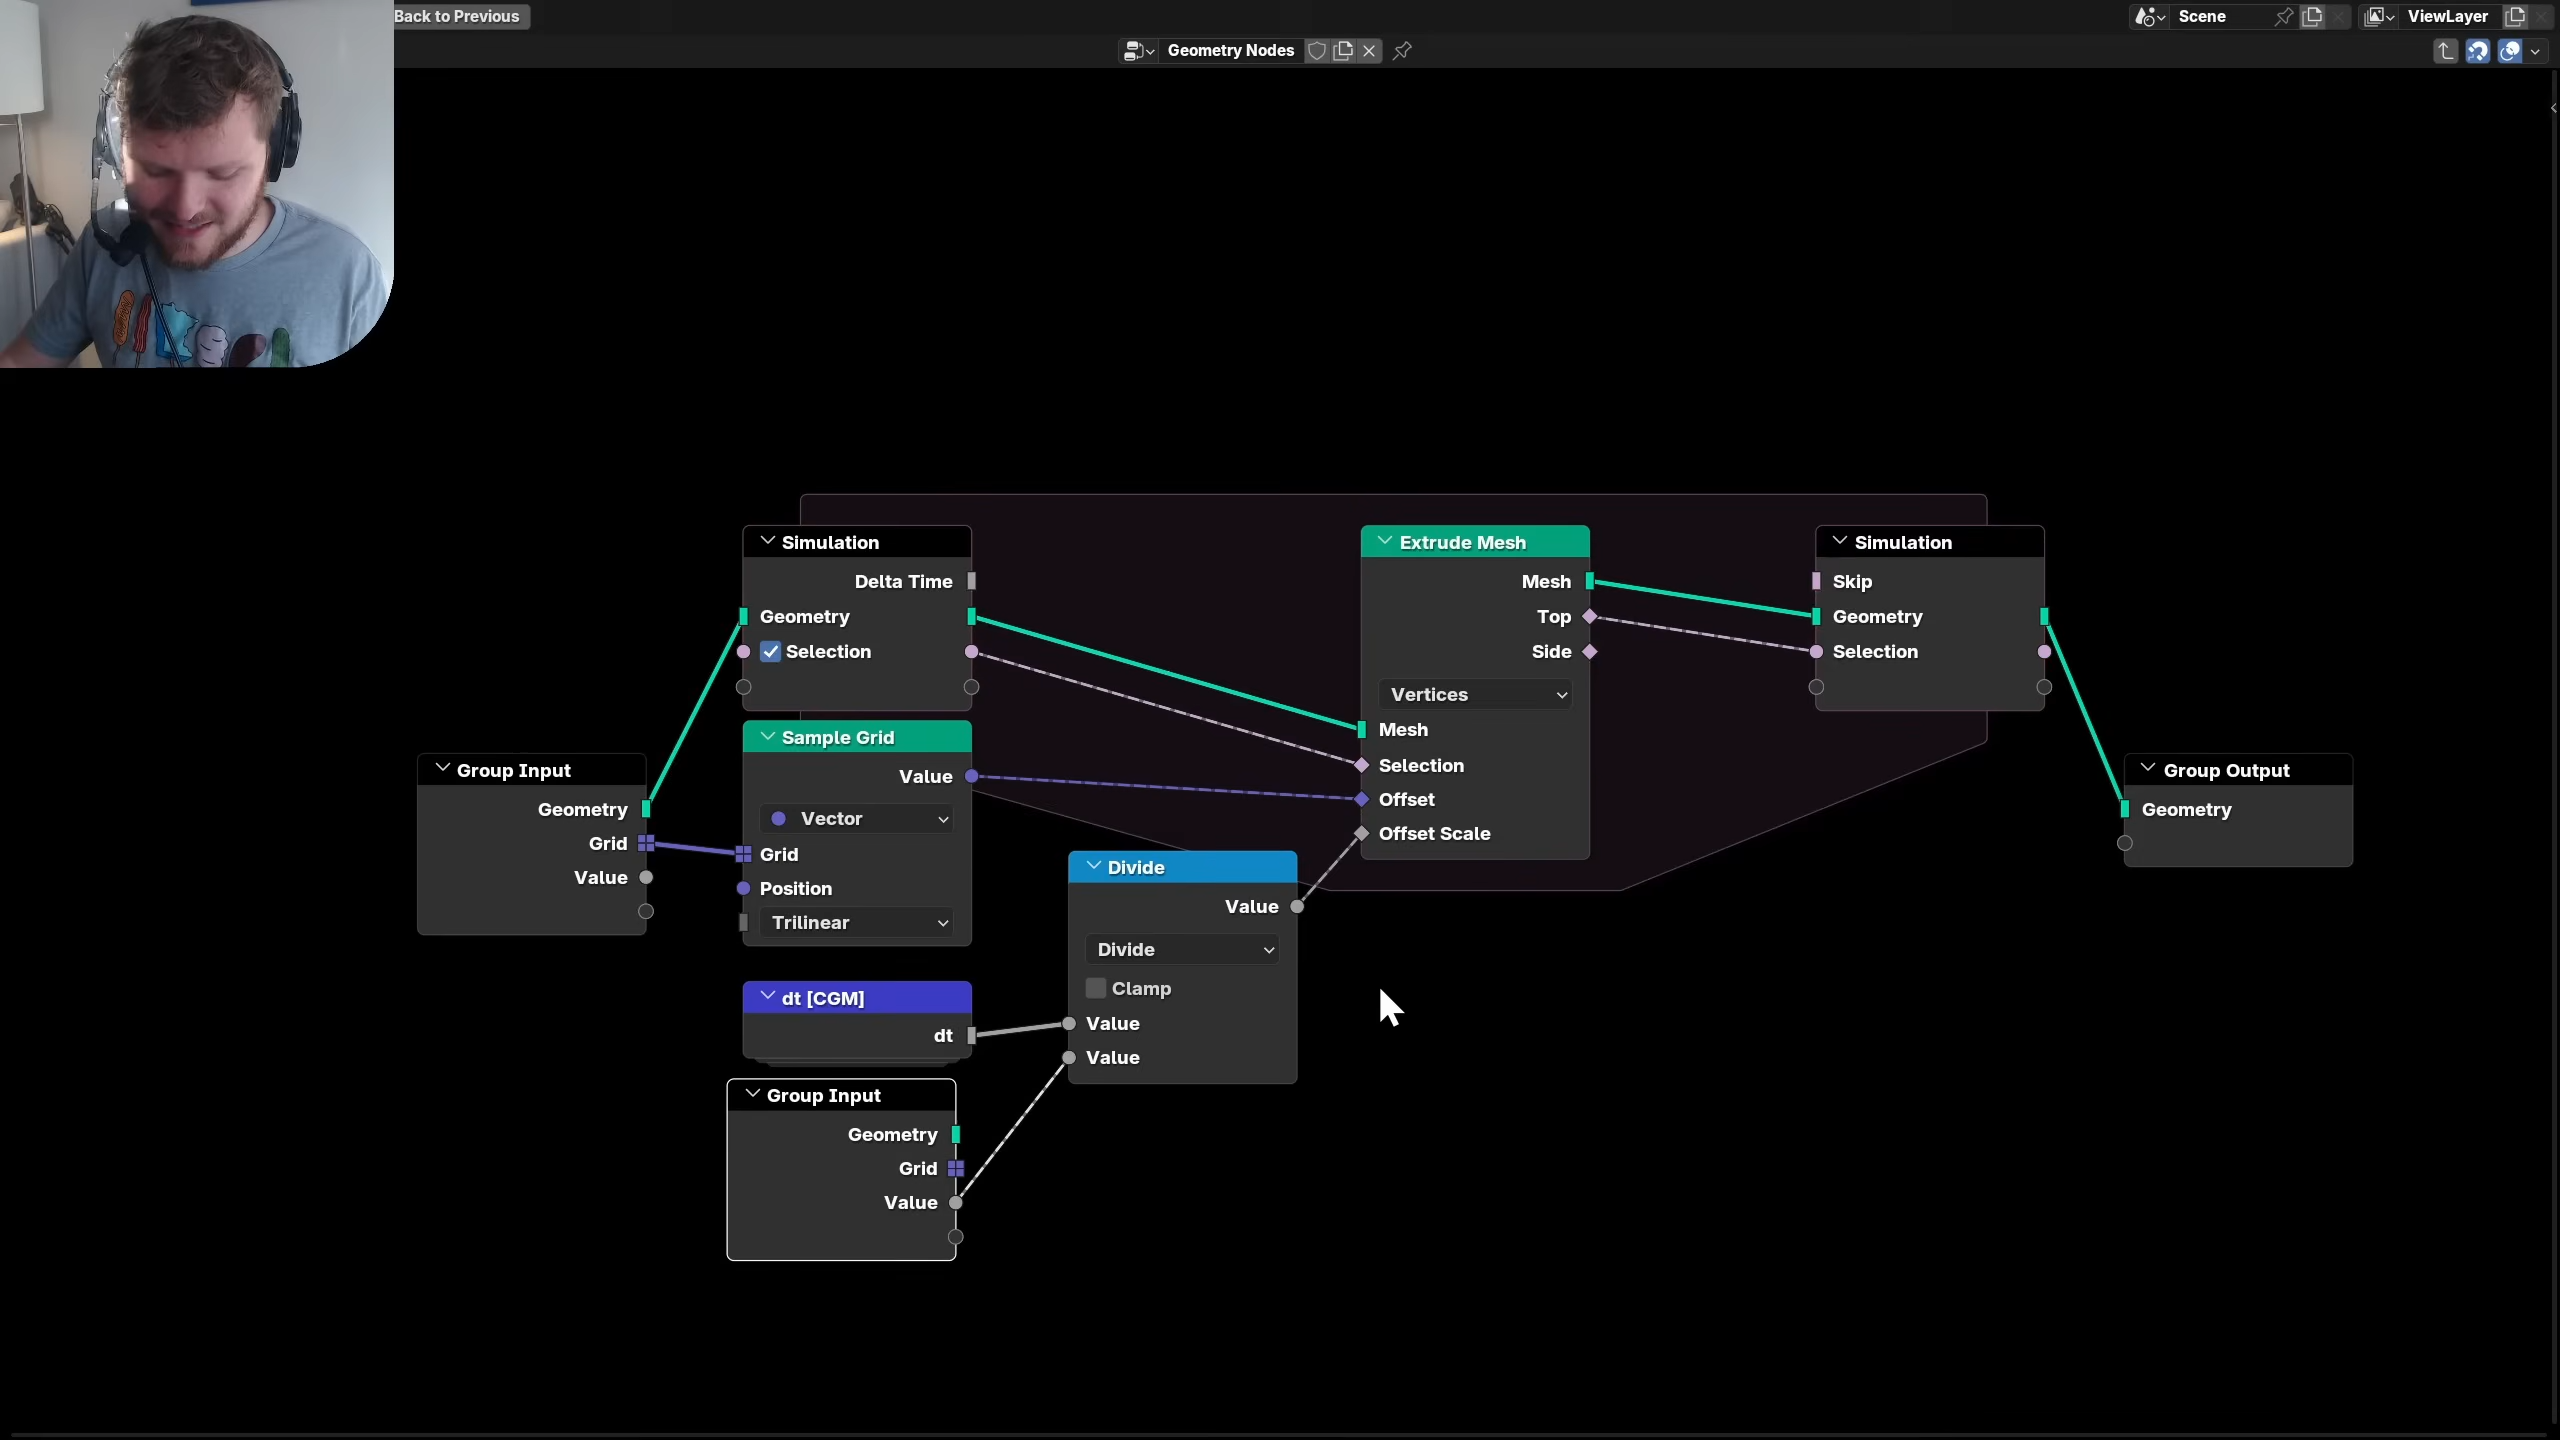 Back to Previous
Scene
ViewLayer
Geometry Nodes
Simulation
Delta Time
Geometry
Selection
Sample Grid
Value
Vector
Grid
Position
Trilinear
Group Input
Geometry
Grid
Value
dt [CGM]
dt
Group Input
Geometry
Grid
Value
Divide
Value
Divide
Clamp
Value
Value
Extrude Mesh
Mesh
Top
Side
Vertices
Mesh
Selection
Offset
Offset Scale
Simulation
Skip
Geometry
Selection
Group Output
Geometry